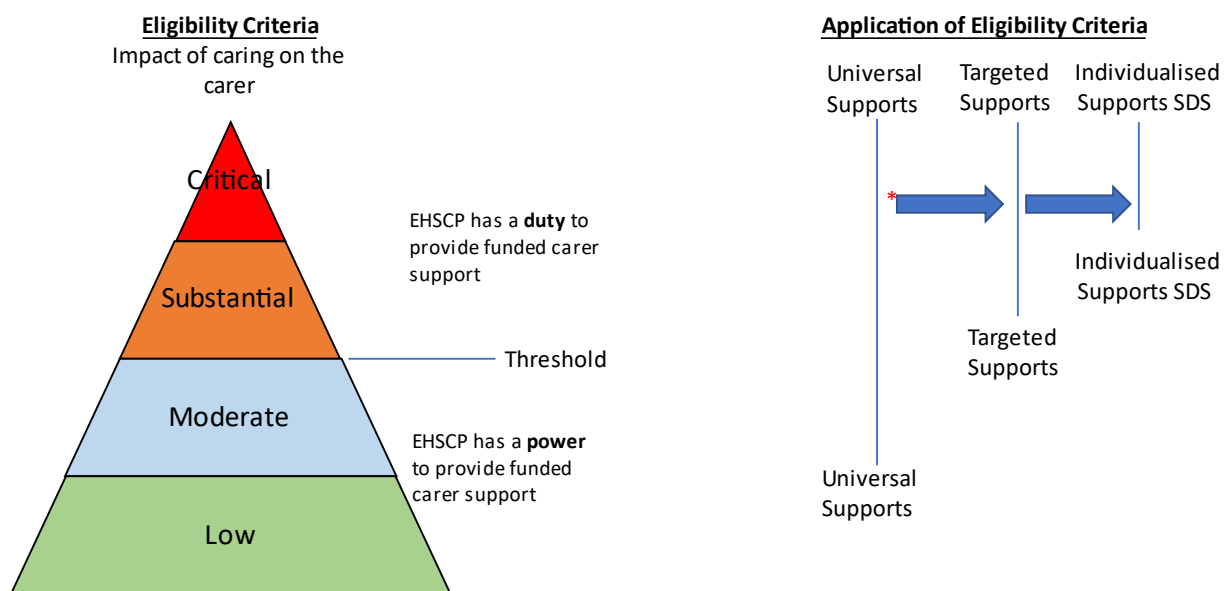 Eligibility Criteria
Impact of caring on the
carer
Critical
Substantial
Moderate
Low
EHSCP has a duty to
provide funded carer
support
Threshold
EHSCP has a power
to provide funded
carer support
Application of Eligibility Criteria
Universal
Supports
Targeted
Supports
Individualised
Supports SDS
*
Individualised
Supports SDS
Targeted
Supports
Universal
Supports